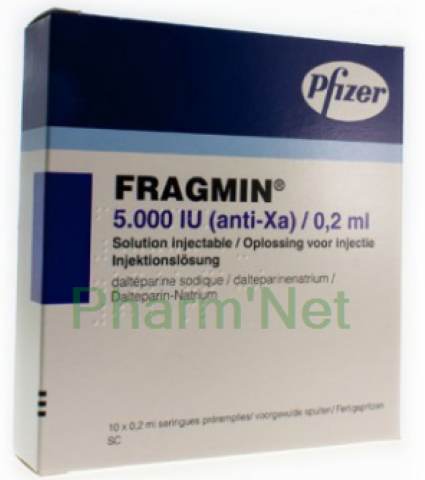 Pfizer
FRAGMIN®
5.000 IU (anti-Xa) / 0,2 ml
Solution injectable / Oplossing voor injectie
Injektionslösung
daltéparine sodique / dalteparinenatrium /
Dalteparin-Natrium
Pharm'Net
10 x 0,2 ml seringues préremplies/ voorgevulde spuiten / Fertigspritzen
SC